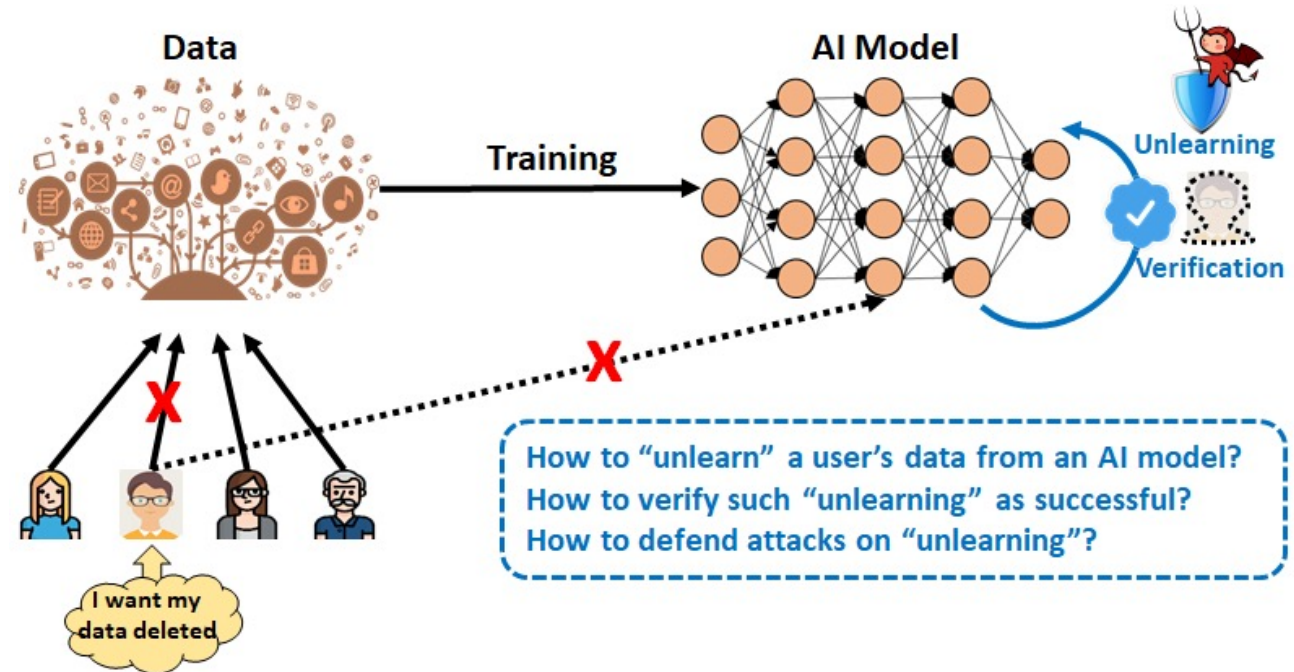 Data
AI Model
Training
Unlearning
Verification
X
X
How to “unlearn” a user’s data from an AI model?
How to verify such “unlearning” as successful?
How to defend attacks on “unlearning”?
I want my
data deleted